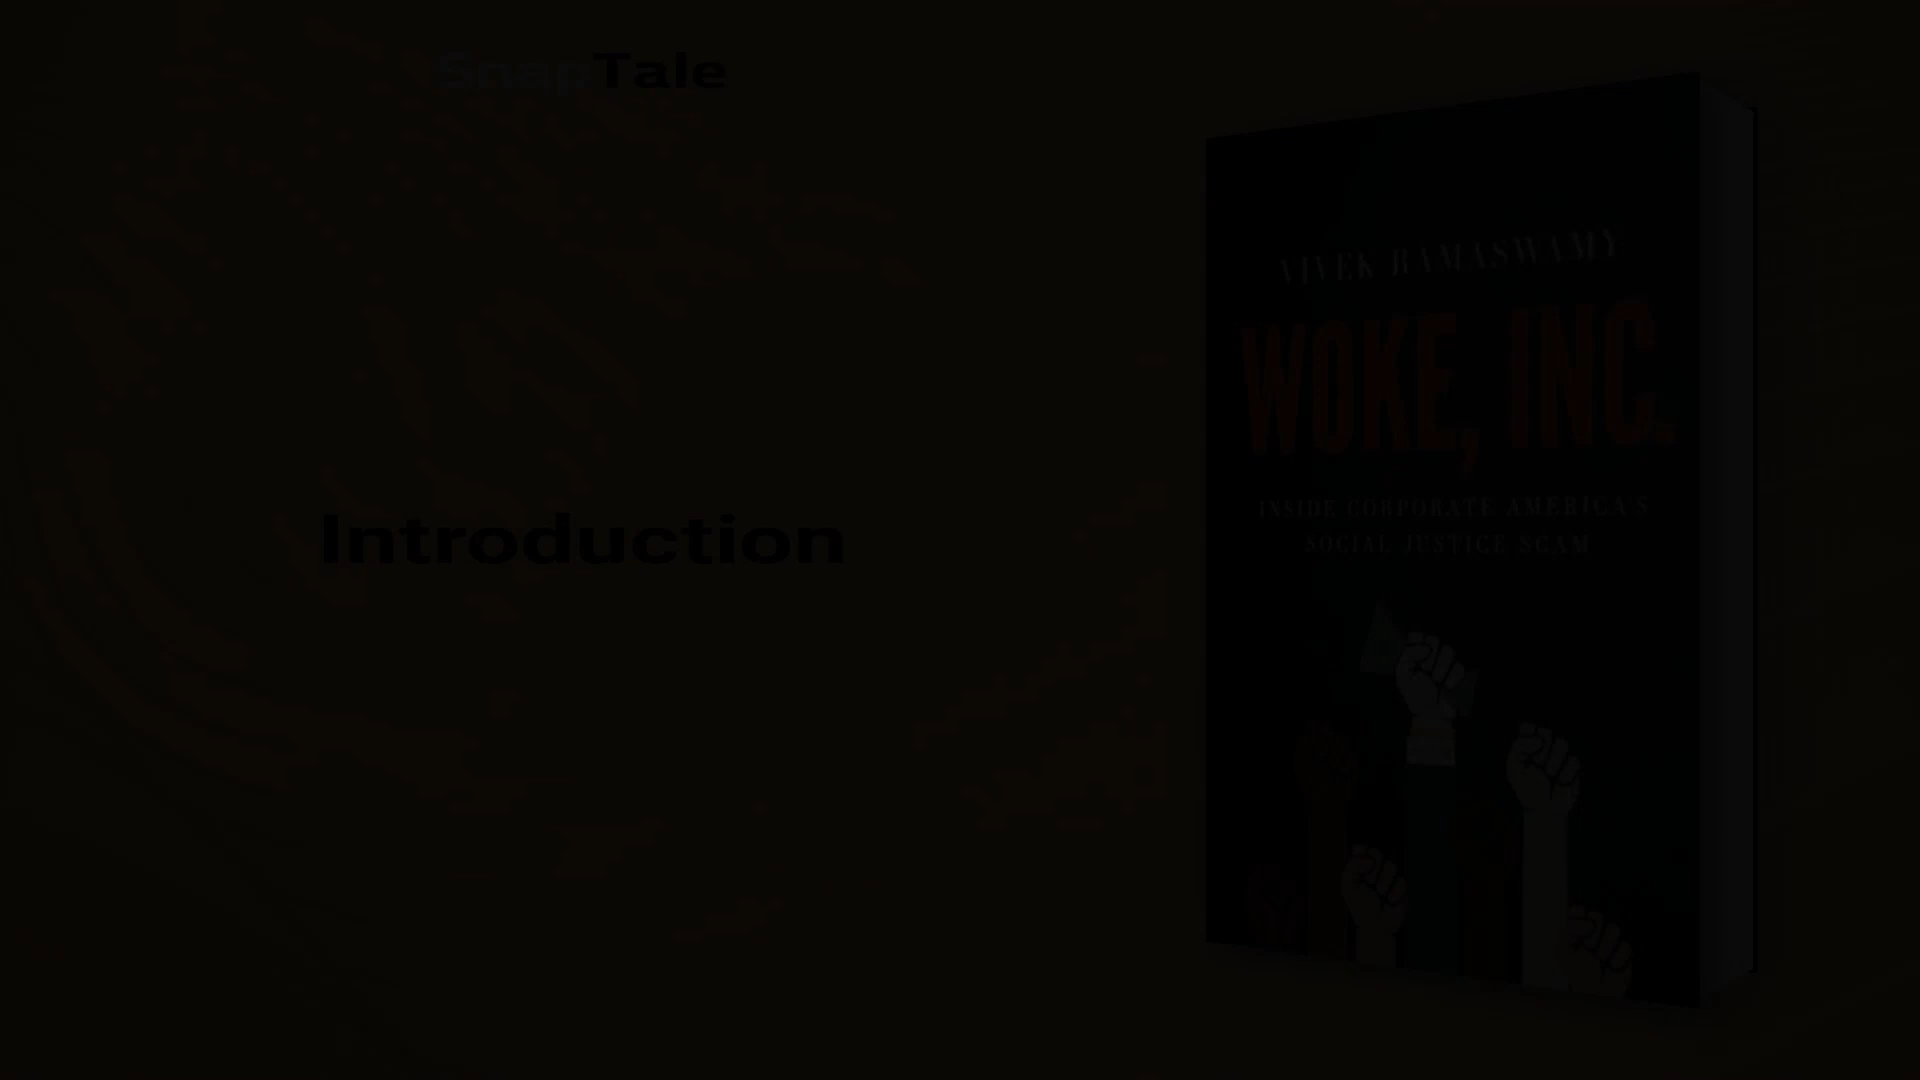 SnapTale
Introduction
VIVEK RAMASWAMY
WOKE, INC.
INSIDE CORPORATE AMERICA'S
SOCIAL JUSTICE SCAM